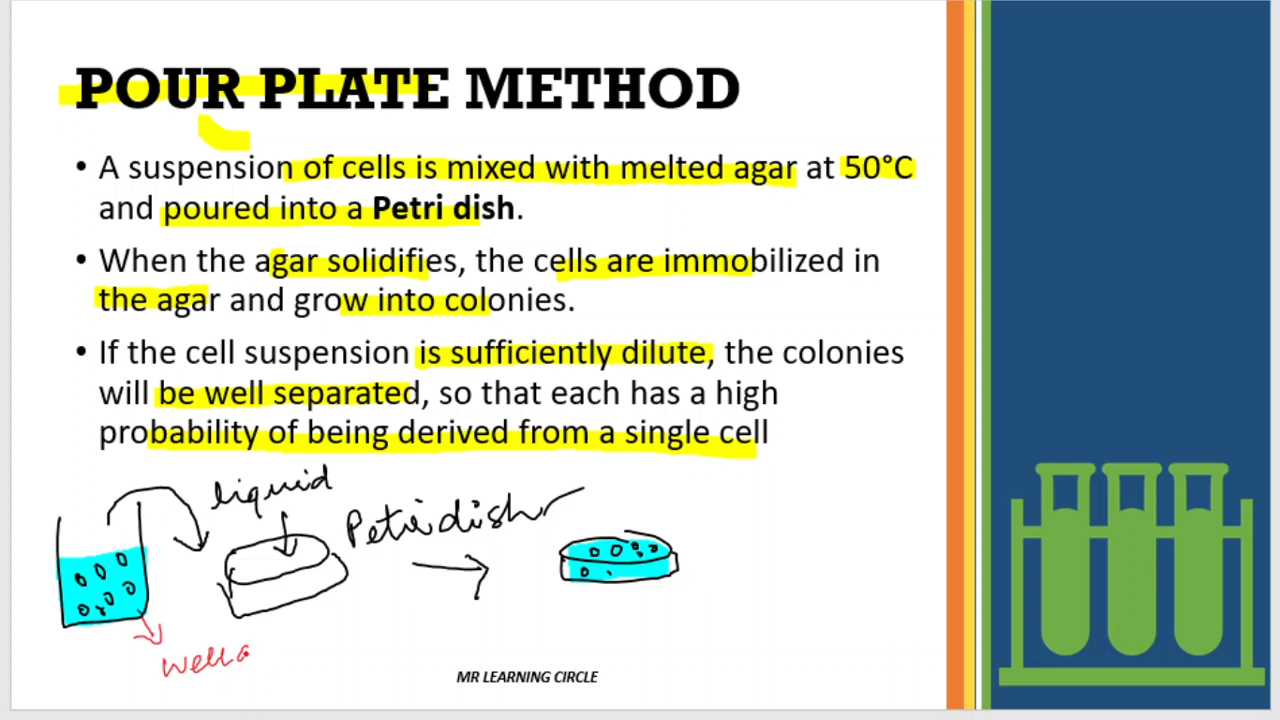 POUR PLATE METHOD
• A suspension of cells is mixed with melted agar at 50°C
and poured into a Petri dish.
• When the agar solidifies, the cells are immobilized in
the agar and grow into colonies.
• If the cell suspension is sufficiently dilute, the colonies
will be well separated, so that each has a high
probability of being derived from a single cell
liquid
Petridish
MR LEARNING CIRCLE